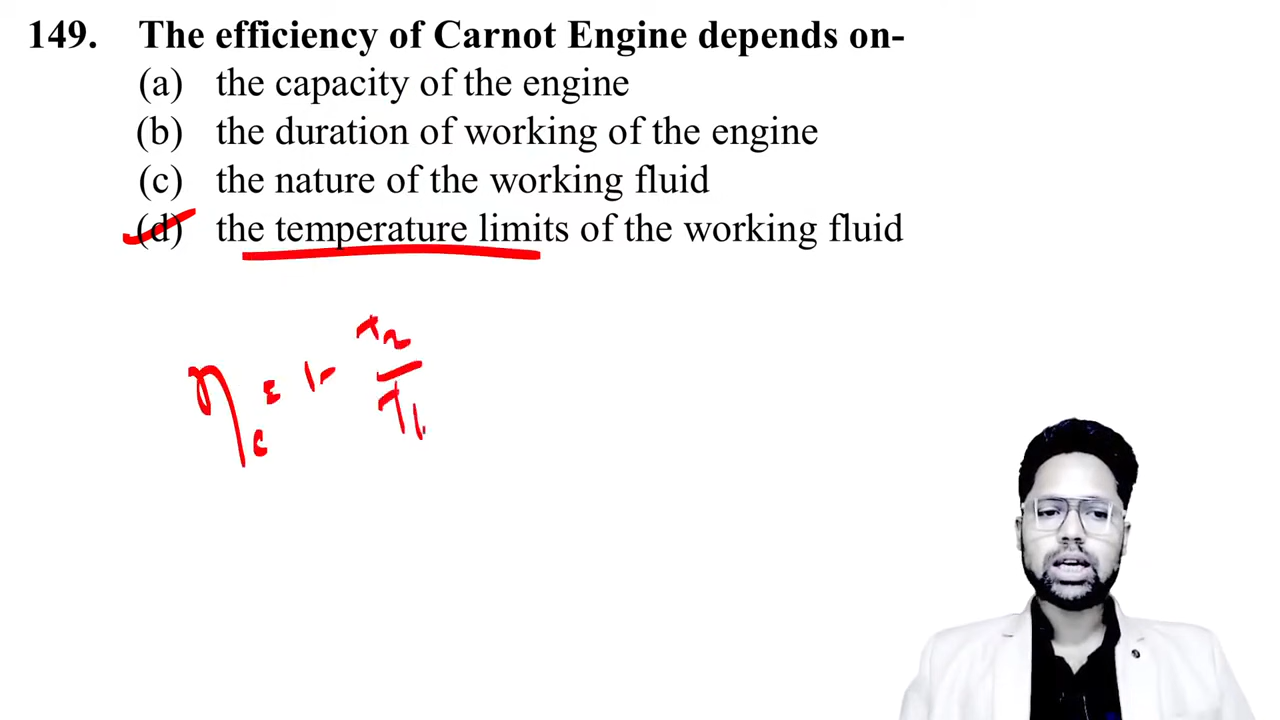 149. The efficiency of Carnot Engine depends on-
(a) the capacity of the engine
(b) the duration of working of the engine
(c) the nature of the working fluid
(d) the temperature limits of the working fluid
η_c = 1 - T2/T1